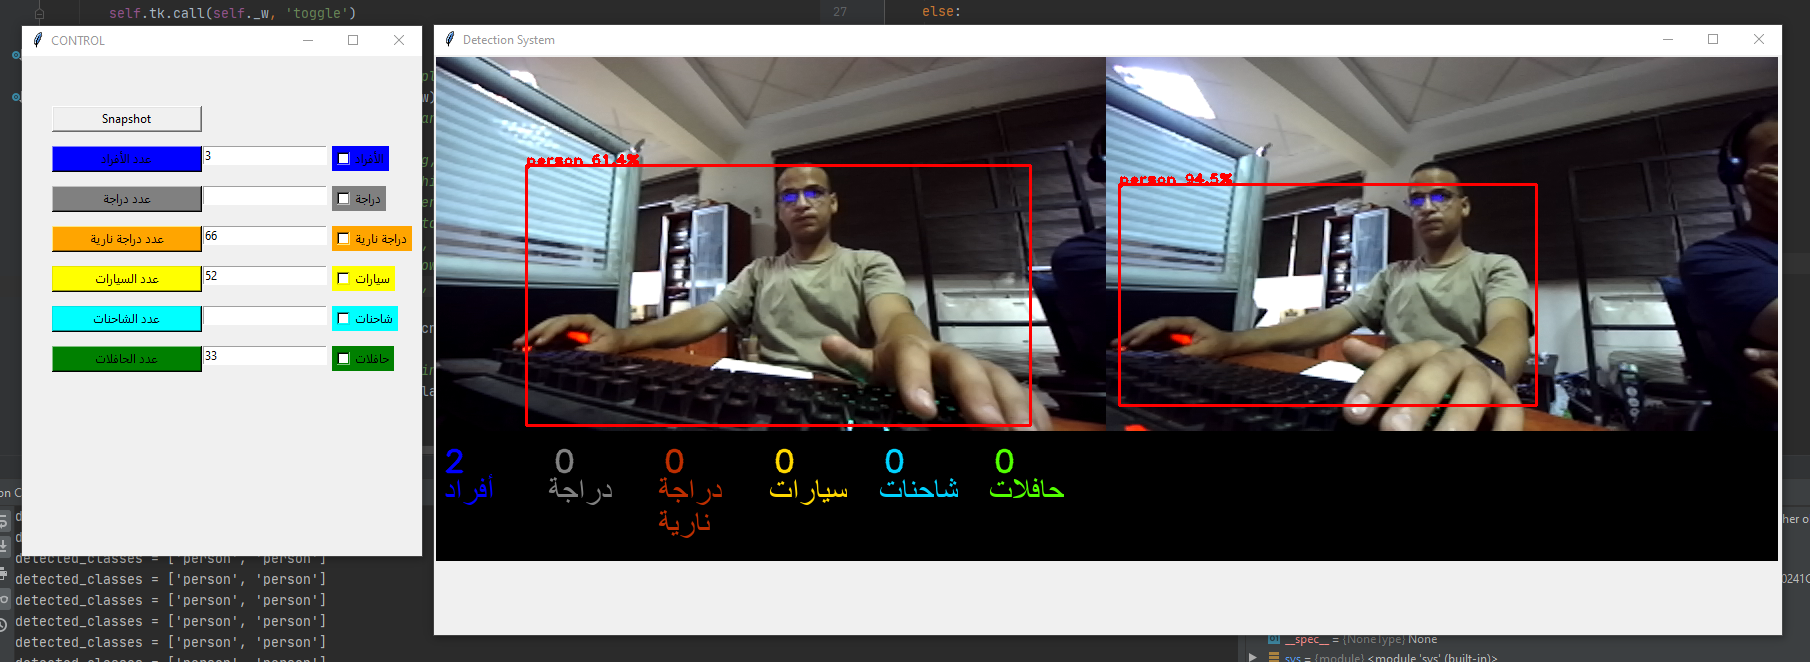 self.tk.call(self._w, 'toggle')
27
else:
CONTROL
Snapshot
عدد الأفراد
3
الأفراد
عدد دراجة
دراجة
عدد دراجة نارية
66
دراجة نارية
عدد السيارات
52
سيارات
عدد الشاحنات
شاحنات
عدد الحافلات
33
حافلات
Detection System
person 61.4%
person 94.5%
2
0
0
0
0
0
أفراد
دراجة
دراجة
نارية
سيارات
شاحنات
حافلات
detected_classes = ['person', 'person']
detected_classes = ['person', 'person']
detected_classes = ['person', 'person']
detected_classes = ['person', 'person']
detected_classes = ['person', 'person']
__spec__ = {NoneType} None
sys = {module} <module 'sys' (built-in)>